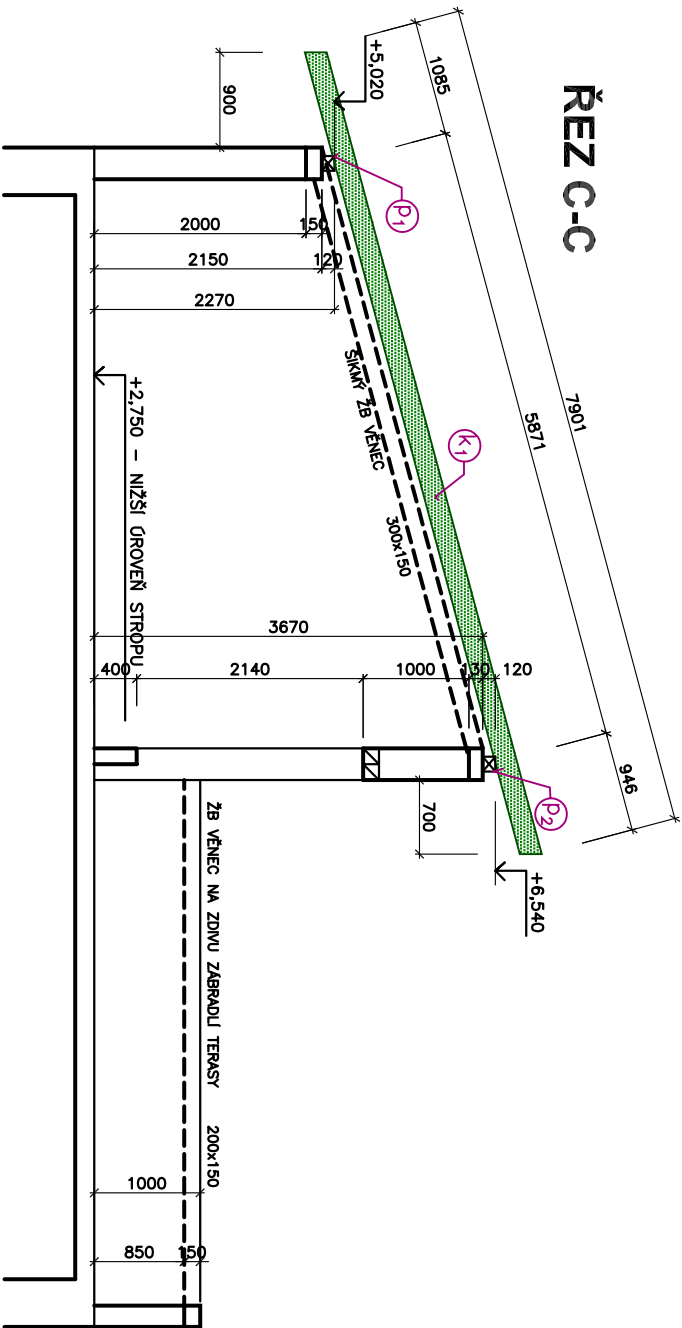 ŘEZ C-C
7901
1085
5871
946
+5,020
+6,540
p1
k1
p2
900
700
ŠIKMÝ ŽB VĚNEC
300x150
2000
150
2150
120
2270
3670
400
2140
1000
130
120
+2,750 – NIŽŠÍ ÚROVEŇ STROPU
ŽB VĚNEC NA ZDIVU ZÁBRADLÍ TERASY
200x150
1000
850
150